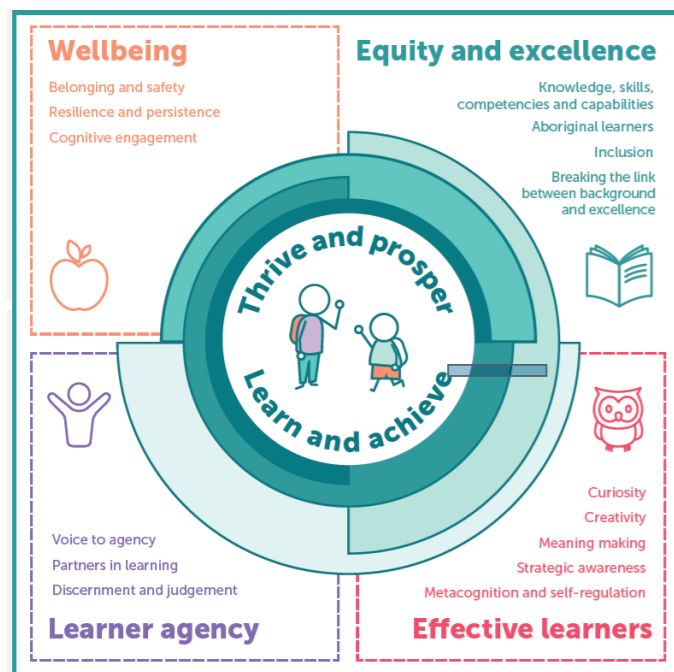 Wellbeing
Belonging and safety
Resilience and persistence
Cognitive engagement
Equity and excellence
Knowledge, skills,
competencies and capabilities
Aboriginal learners
Inclusion
Breaking the link
between background
and excellence
Thrive and prosper
Learn and achieve
Voice to agency
Partners in learning
Discernment and judgement
Learner agency
Curiosity
Creativity
Meaning making
Strategic awareness
Metacognition and self-regulation
Effective learners